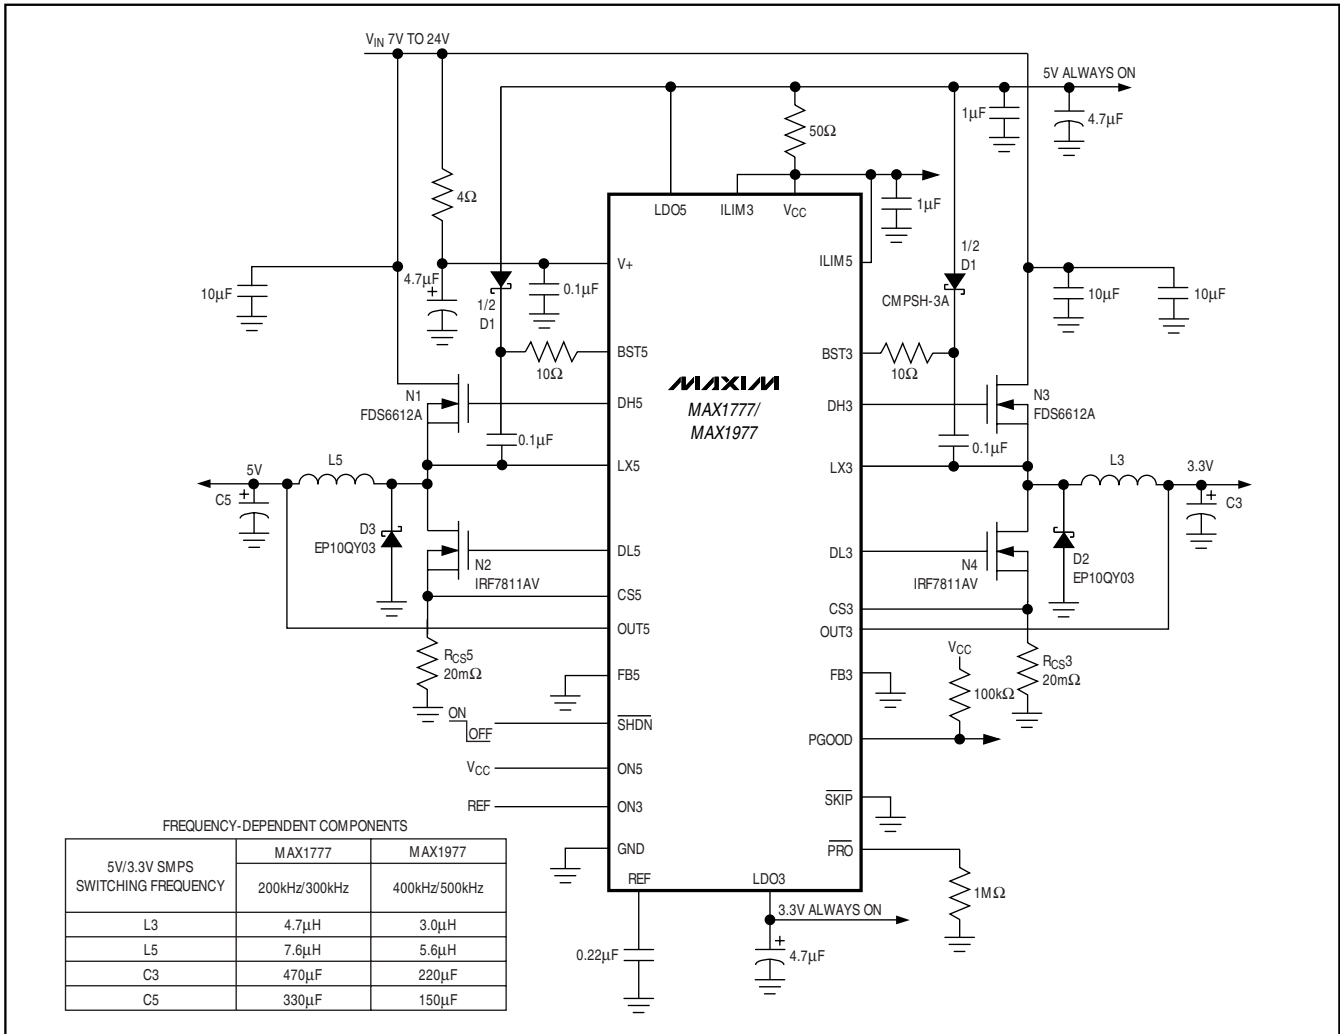 VIN 7V TO 24V
5V ALWAYS ON
1µF
4.7µF
50Ω
4Ω
LDO5
ILIM3
VCC
1µF
V+
ILIM5
1/2
D1
CMPSH-3A
10µF
4.7µF
+
1/2
D1
0.1µF
10µF
10µF
BST5
10Ω
BST3
10Ω
MAXIM
MAX1777/
MAX1977
N1
FDS6612A
DH5
DH3
N3
FDS6612A
0.1µF
0.1µF
5V
L5
LX5
LX3
L3
3.3V
C5
+
+
C3
D3
EP10QY03
N2
IRF7811AV
DL5
DL3
N4
IRF7811AV
D2
EP10QY03
CS5
CS3
OUT5
OUT3
RCS5
20mΩ
VCC
RCS3
20mΩ
FB5
FB3
100kΩ
ON
OFF
SHDN
PGOOD
VCC
ON5
REF
ON3
SKIP
GND
PRO
REF
LDO3
1MΩ
3.3V ALWAYS ON
0.22µF
+
4.7µF
FREQUENCY-DEPENDENT COMPONENTS
5V/3.3V SMPS
SWITCHING FREQUENCY
MAX1777
MAX1977
200kHz/300kHz
400kHz/500kHz
L3
4.7µH
3.0µH
L5
7.6µH
5.6µH
C3
470µF
220µF
C5
330µF
150µF